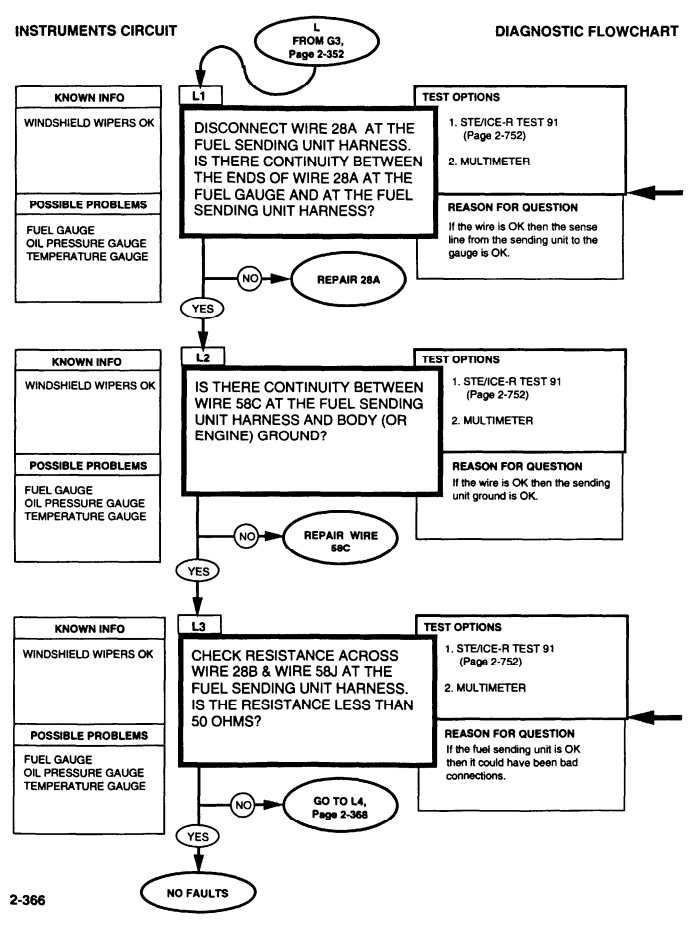 INSTRUMENTS CIRCUIT
DIAGNOSTIC FLOWCHART
L
FROM G3,
Page 2-352
KNOWN INFO
WINDSHIELD WIPERS OK
POSSIBLE PROBLEMS
FUEL GAUGE
OIL PRESSURE GAUGE
TEMPERATURE GAUGE
L1
DISCONNECT WIRE 28A AT THE
FUEL SENDING UNIT HARNESS.
IS THERE CONTINUITY BETWEEN
THE ENDS OF WIRE 28A AT THE
FUEL GAUGE AND AT THE FUEL
SENDING UNIT HARNESS?
TEST OPTIONS
1. STE/ICE-R TEST 91
(Page 2-752)
2. MULTIMETER
REASON FOR QUESTION
If the wire is OK then the sense
line from the sending unit to the
gauge is OK.
NO
REPAIR 28A
YES
KNOWN INFO
WINDSHIELD WIPERS OK
POSSIBLE PROBLEMS
FUEL GAUGE
OIL PRESSURE GAUGE
TEMPERATURE GAUGE
L2
IS THERE CONTINUITY BETWEEN
WIRE 58C AT THE FUEL SENDING
UNIT HARNESS AND BODY (OR
ENGINE) GROUND?
TEST OPTIONS
1. STE/ICE-R TEST 91
(Page 2-752)
2. MULTIMETER
REASON FOR QUESTION
If the wire is OK then the sending
unit ground is OK.
NO
REPAIR WIRE
58C
YES
KNOWN INFO
WINDSHIELD WIPERS OK
POSSIBLE PROBLEMS
FUEL GAUGE
OIL PRESSURE GAUGE
TEMPERATURE GAUGE
L3
CHECK RESISTANCE ACROSS
WIRE 28B & WIRE 58J AT THE
FUEL SENDING UNIT HARNESS.
IS THE RESISTANCE LESS THAN
50 OHMS?
TEST OPTIONS
1. STE/ICE-R TEST 91
(Page 2-752)
2. MULTIMETER
REASON FOR QUESTION
If the fuel sending unit is OK
then it could have been bad
connections.
NO
GO TO L4,
Page 2-368
YES
NO FAULTS
2-366